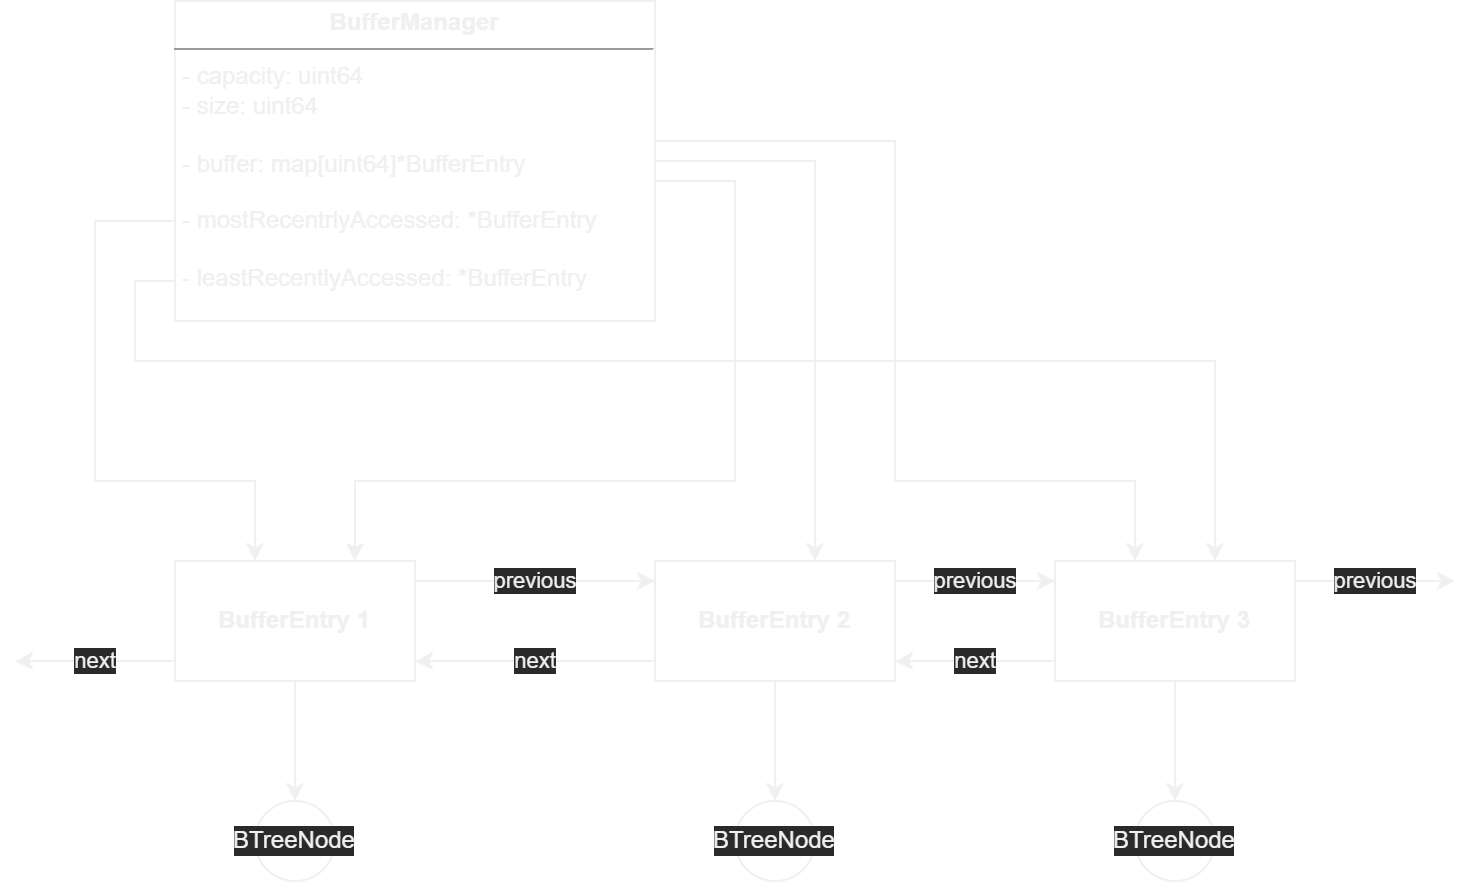 BufferManager
- capacity: uint64
- size: uint64
- buffer: map[uint64]*BufferEntry
- mostRecentrlyAccessed: *BufferEntry
- leastRecentlyAccessed: *BufferEntry
previous
previous
previous
BufferEntry 1
BufferEntry 2
BufferEntry 3
next
next
next
BTreeNode
BTreeNode
BTreeNode